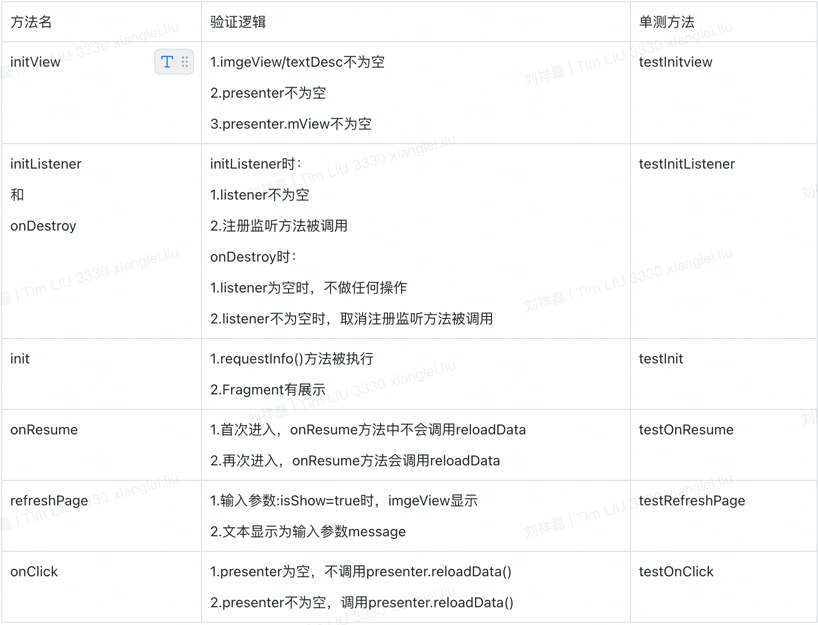 方法名
验证逻辑
单测方法
initView
T
1.imgeView/textDesc不为空
2.presenter不为空
3.presenter.mView不为空
testInitview
initListener
和
onDestroy
initListener时：
1.listener不为空
2.注册监听方法被调用
onDestroy时：
1.listener为空时，不做任何操作
2.listener不为空时，取消注册监听方法被调用
testInitListener
init
1.requestInfo()方法被执行
2.Fragment有展示
testInit
onResume
1.首次进入，onResume方法中不会调用reloadData
2.再次进入，onResume方法会调用reloadData
testOnResume
refreshPage
1.输入参数:isShow=true时，imgeView显示
2.文本显示为输入参数message
testRefreshPage
onClick
1.presenter为空，不调用presenter.reloadData()
2.presenter不为空，调用presenter.reloadData()
testOnClick
刘祥磊 | Tim LIU 3330 xianglei.liu